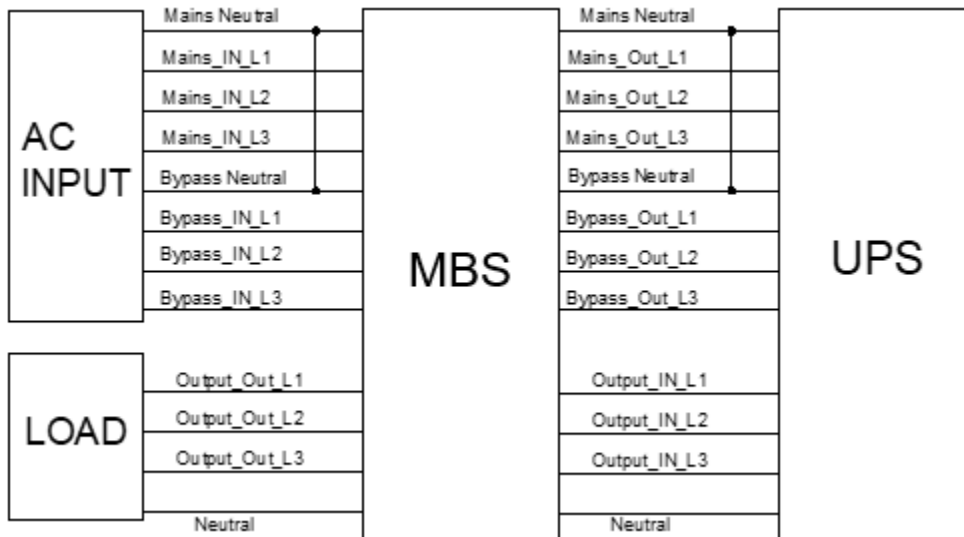 Mains Neutral
Mains_IN_L1
Mains_IN_L2
Mains_IN_L3
Bypass Neutral
Bypass_IN_L1
Bypass_IN_L2
Bypass_IN_L3
AC
INPUT
Output_Out_L1
Output_Out_L2
Output_Out_L3
Neutral
LOAD
MBS
Mains Neutral
Mains_Out_L1
Mains_Out_L2
Mains_Out_L3
Bypass Neutral
Bypass_Out_L1
Bypass_Out_L2
Bypass_Out_L3
Output_IN_L1
Output_IN_L2
Output_IN_L3
Neutral
UPS